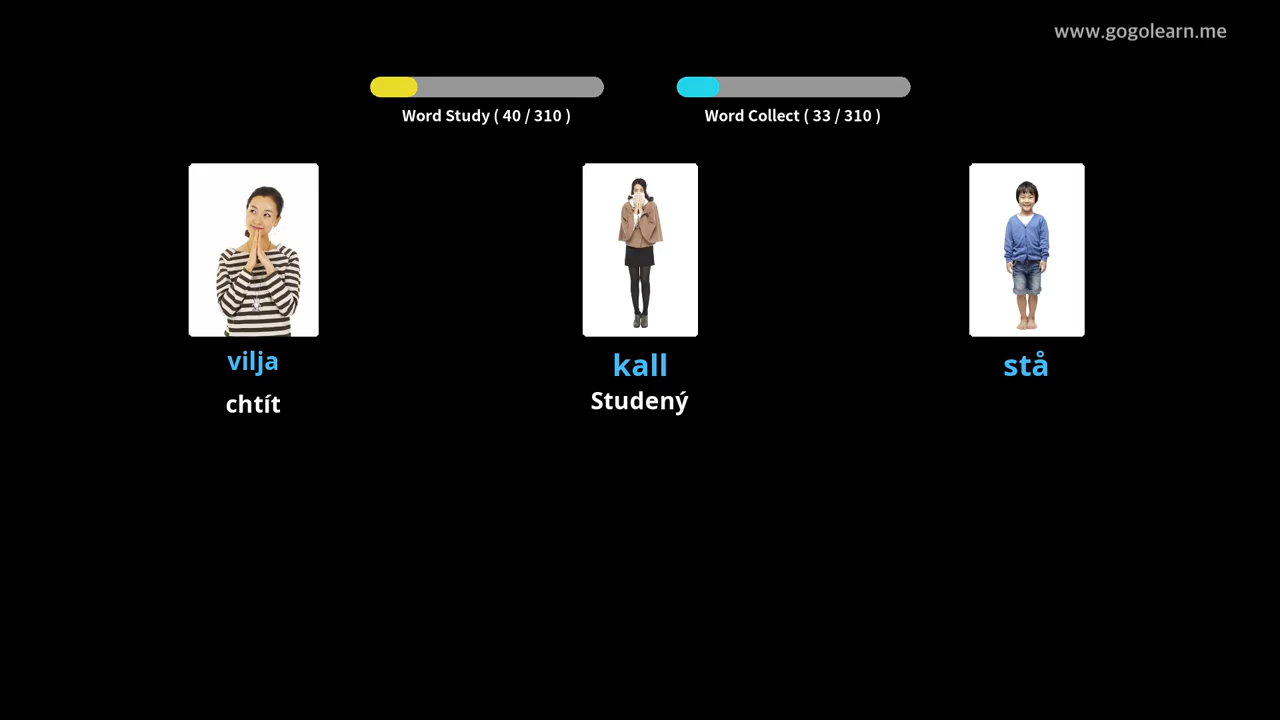 www.gogolearn.me
Word Study ( 40 / 310 )
Word Collect ( 33 / 310 )
vilja
chtít
kall
Studený
stå